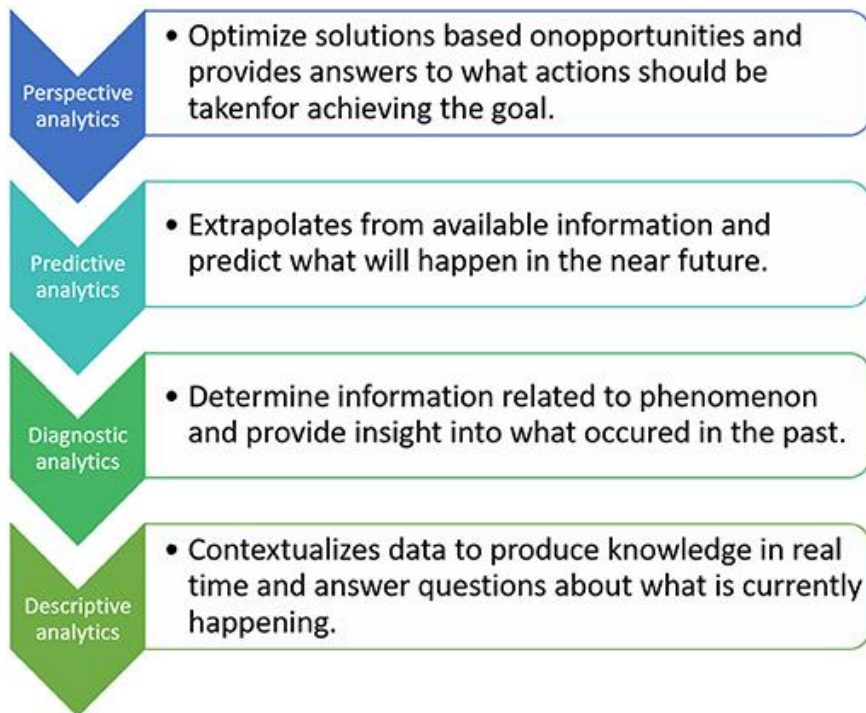 Perspective
analytics
• Optimize solutions based onopportunities and
provides answers to what actions should be
takenfor achieving the goal.
Predictive
analytics
• Extrapolates from available information and
predict what will happen in the near future.
Diagnostic
analytics
• Determine information related to phenomenon
and provide insight into what occured in the past.
Descriptive
analytics
• Contextualizes data to produce knowledge in real
time and answer questions about what is currently
happening.